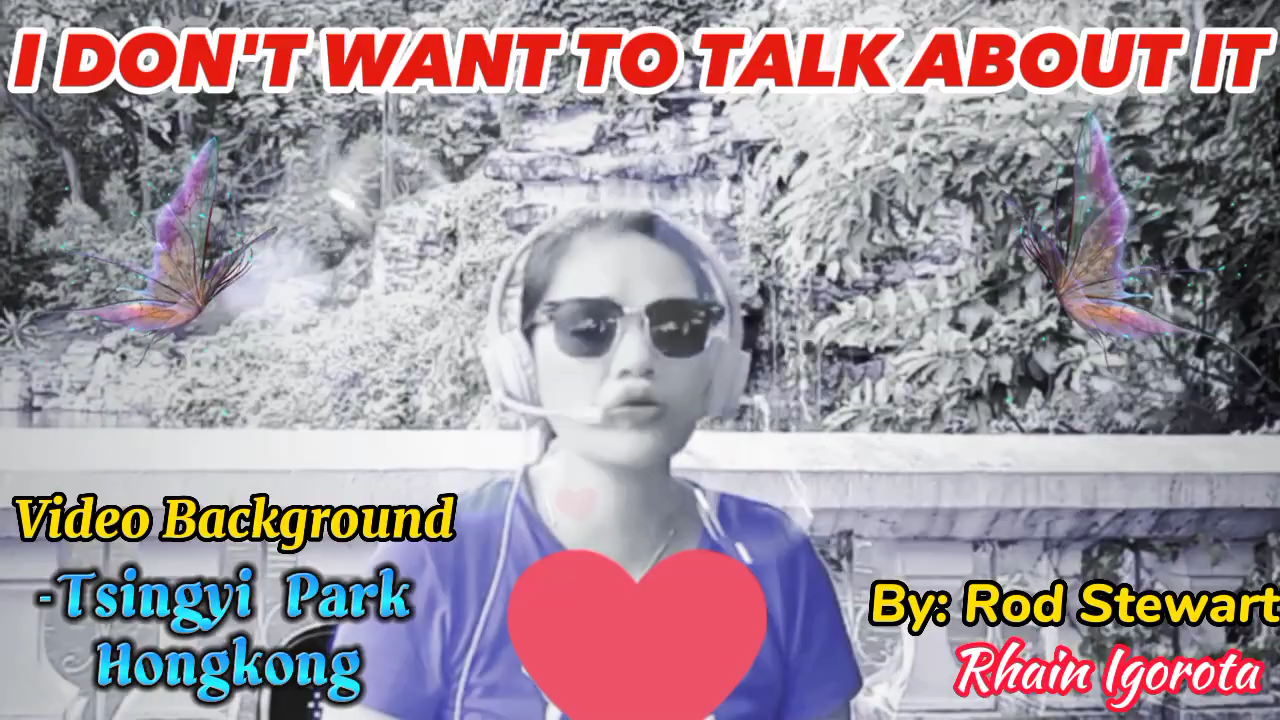 I DON'T WANT TO TALK ABOUT IT
Video Background
-Tsingyi Park
Hongkong
By: Rod Stewart
Rhain Igorota